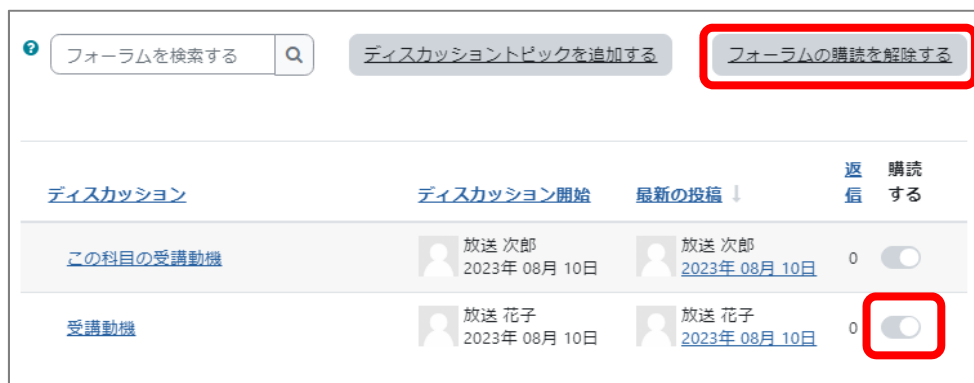 フォーラムを検索する
ディスカッショントピックを追加する
フォーラムの購読を解除する
ディスカッション
ディスカッション開始
最新の投稿 ↓
返信
購読する
この科目の受講動機
放送 次郎
2023年 08月 10日
放送 次郎
2023年 08月 10日
0
受講動機
放送 花子
2023年 08月 10日
放送 花子
2023年 08月 10日
0